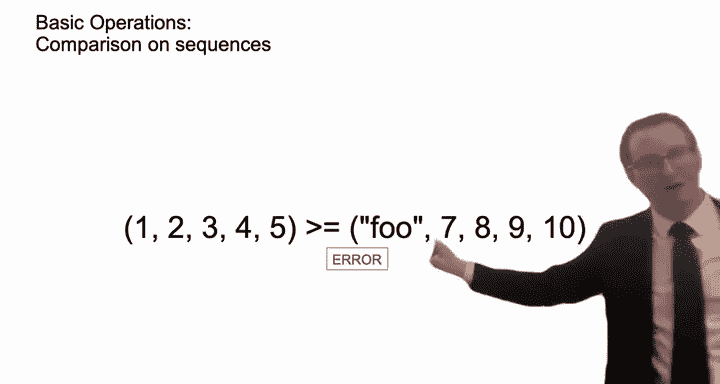 Basic Operations:
Comparison on sequences
(1, 2, 3, 4, 5) >= ("foo", 7, 8, 9, 10)
ERROR